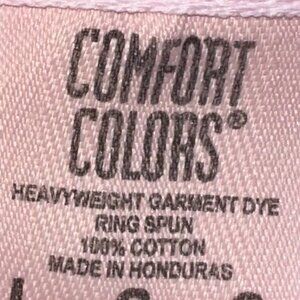 COMFORT
COLORS®
HEAVYWEIGHT GARMENT DYE
RING SPUN
100% COTTON
MADE IN HONDURAS